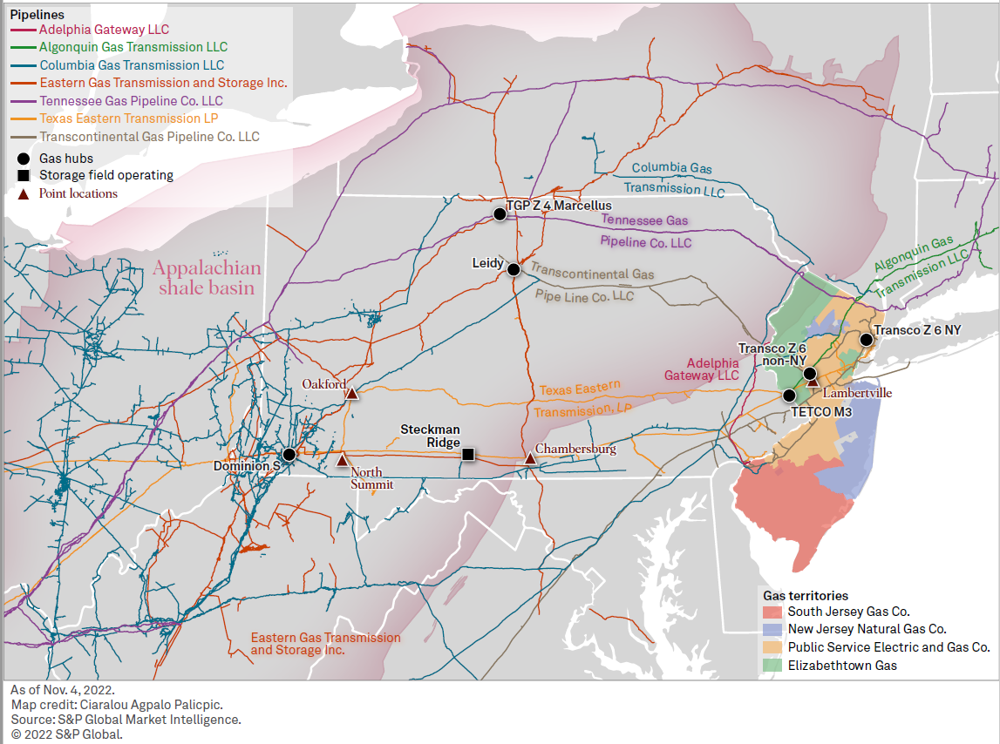 Pipelines
Adelphia Gateway LLC
Algonquin Gas Transmission LLC
Columbia Gas Transmission LLC
Eastern Gas Transmission and Storage Inc.
Tennessee Gas Pipeline Co. LLC
Texas Eastern Transmission LP
Transcontinental Gas Pipeline Co. LLC
Gas hubs
Storage field operating
Point locations
Columbia Gas
Transmission LLC
TGP Z 4 Marcellus
Tennessee Gas
Pipeline Co. LLC
Algonquin Gas
Transmission LLC
Appalachian
shale basin
Leidy
Transcontinental Gas
Pipe Line Co. LLC
Transco Z 6 NY
Transco Z 6
non-NY
Adelphia
Gateway LLC
Oakford
Texas Eastern
Transmission, LP
Lambertville
TETCO M3
Steckman
Ridge
Chambersburg
Dominion S
North
Summit
Eastern Gas Transmission
and Storage Inc.
Gas territories
South Jersey Gas Co.
New Jersey Natural Gas Co.
Public Service Electric and Gas Co.
Elizabethtown Gas
As of Nov. 4, 2022.
Map credit: Ciaralou Agpalo Palicpic.
Source: S&P Global Market Intelligence.
© 2022 S&P Global.